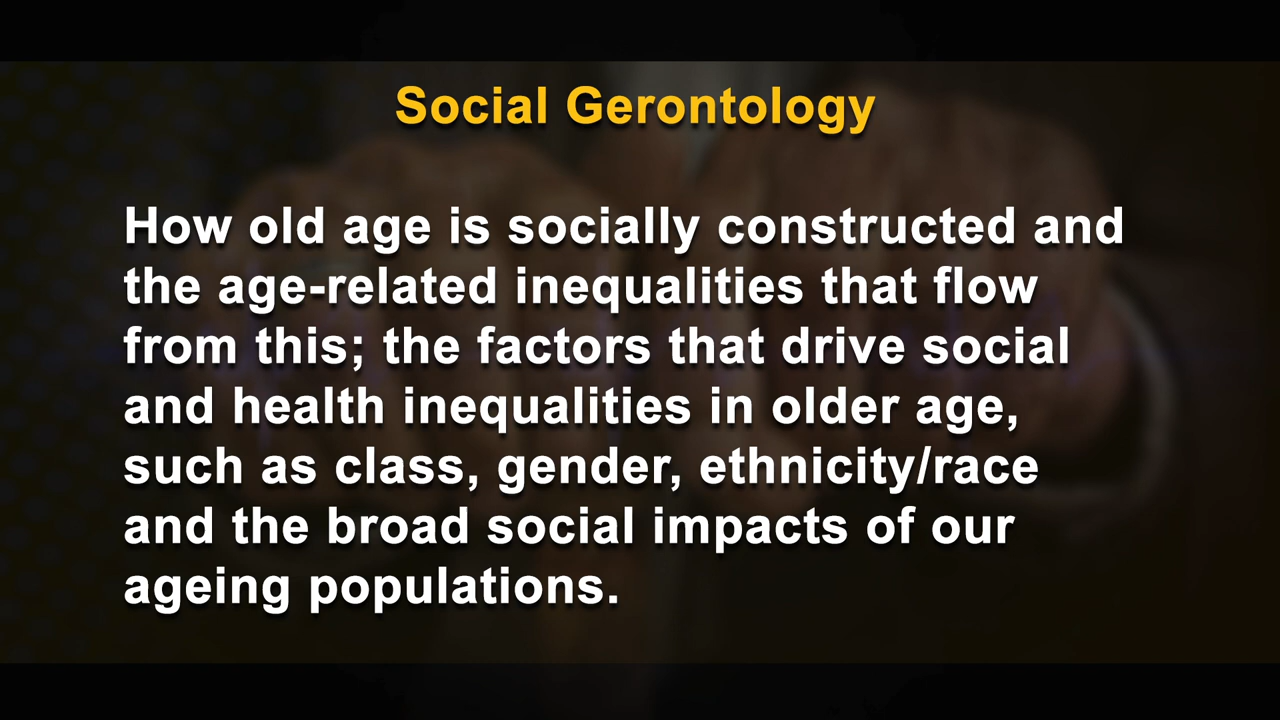 Social Gerontology
How old age is socially constructed and
the age-related inequalities that flow
from this; the factors that drive social
and health inequalities in older age,
such as class, gender, ethnicity/race
and the broad social impacts of our
ageing populations.